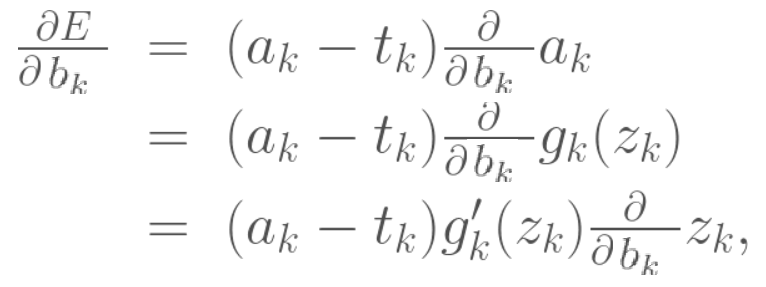 ∂E/∂b_k = (a_k − t_k) ∂/∂b_k a_k
= (a_k − t_k) ∂/∂b_k g_k(z_k)
= (a_k − t_k)g′_k(z_k) ∂/∂b_k z_k,